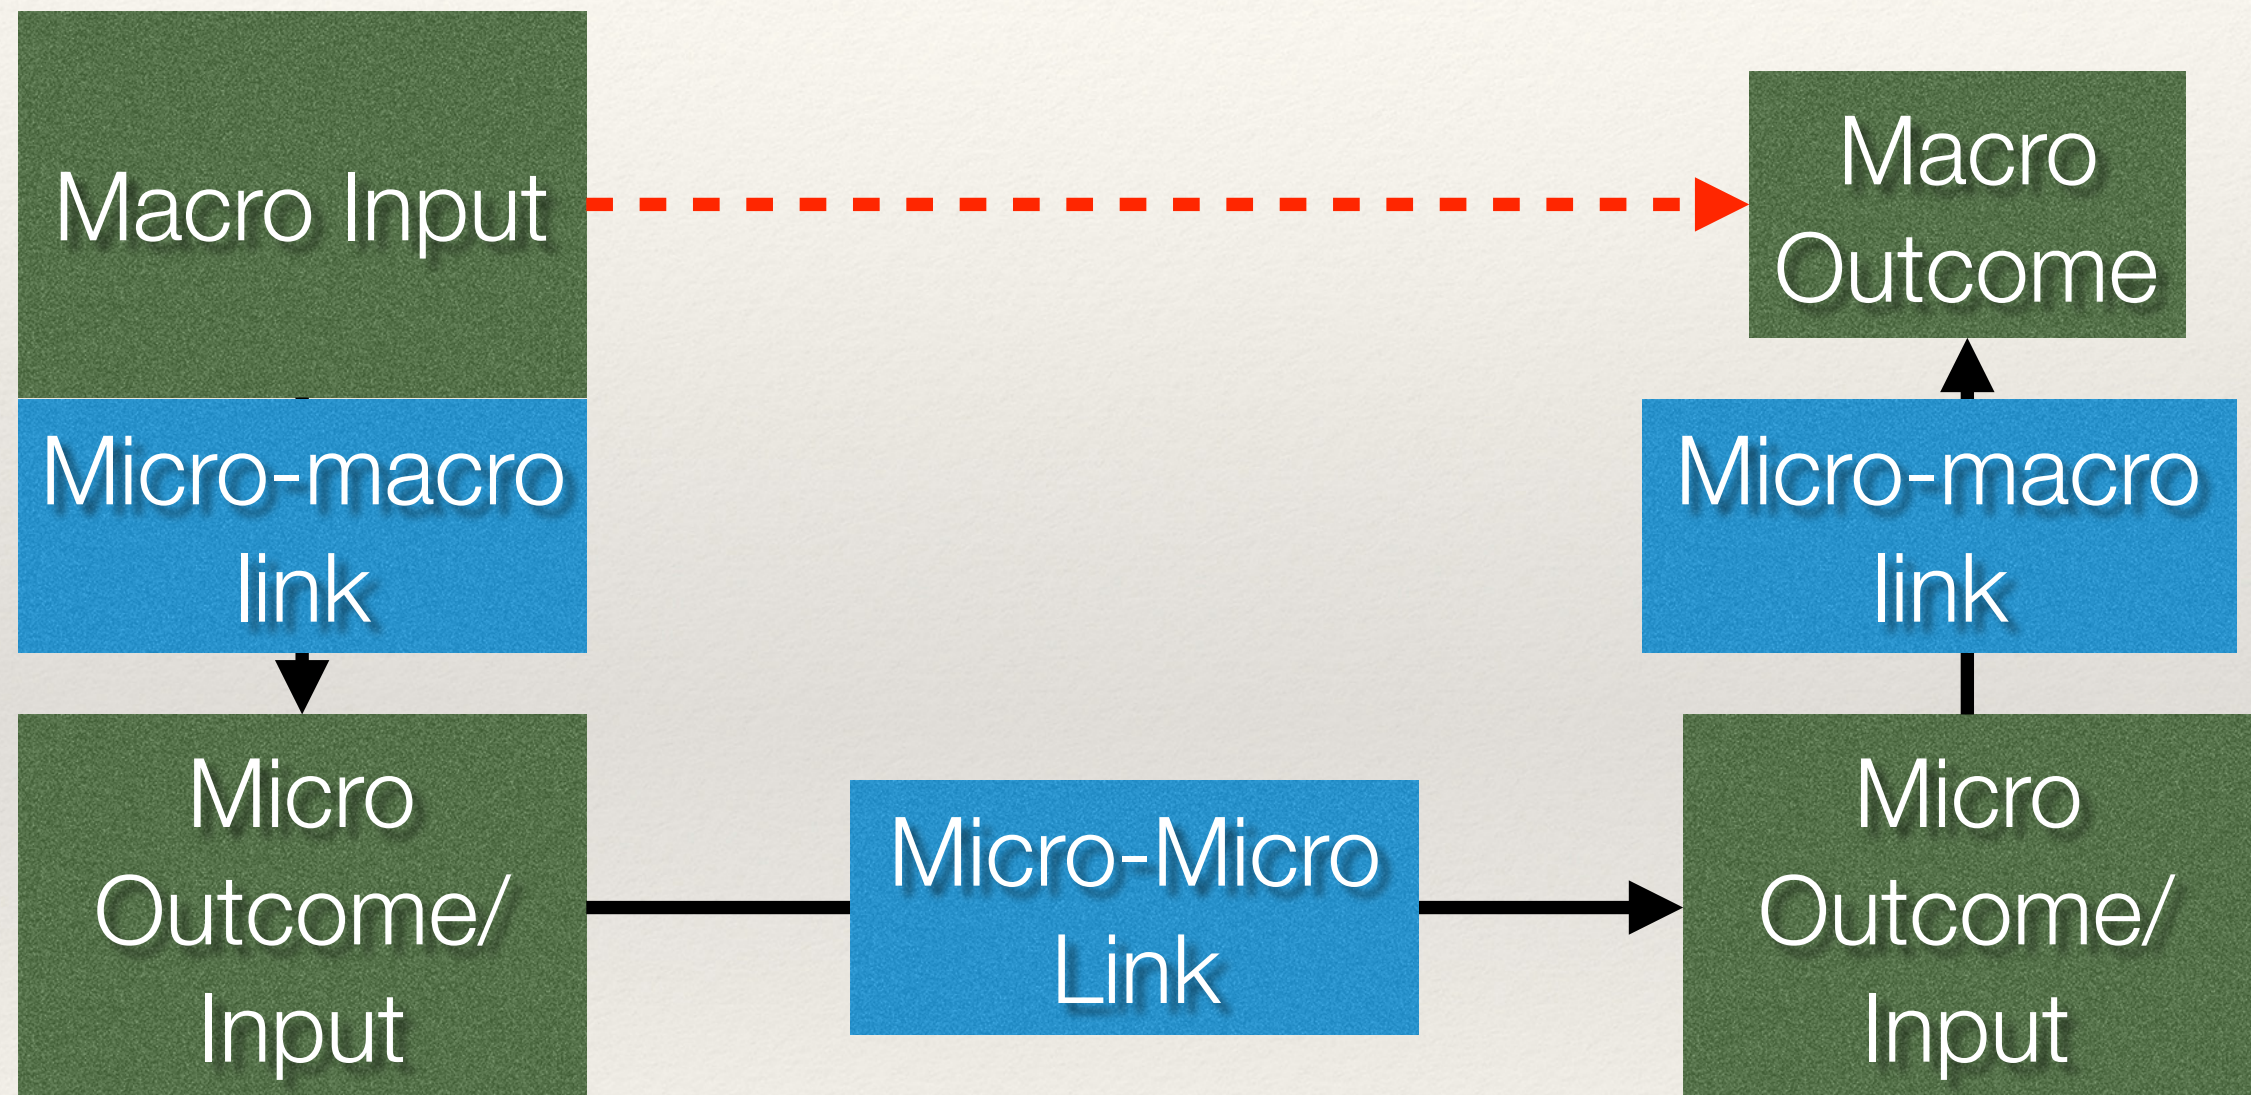 Macro Input
Macro
Outcome
Micro-macro
link
Micro-macro
link
Micro
Outcome/
Input
Micro-Micro
Link
Micro
Outcome/
Input